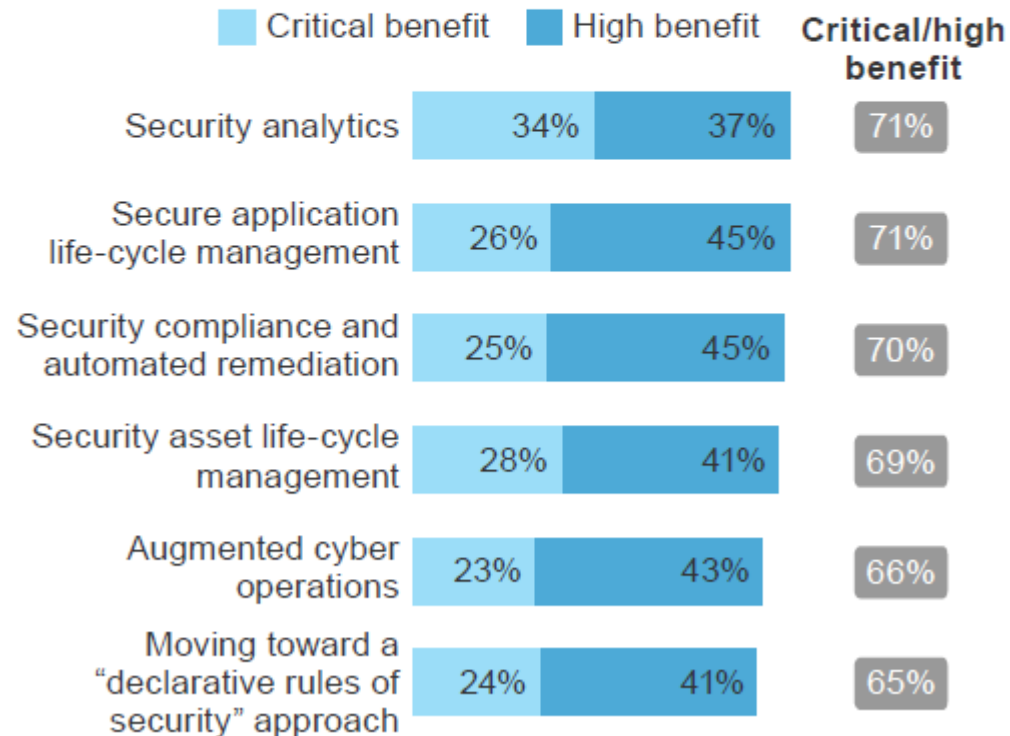 Critical benefit High benefit Critical/high
benefit
Security analytics 34% 37% 71%
Secure application
life-cycle management 26% 45% 71%
Security compliance and
automated remediation 25% 45% 70%
Security asset life-cycle
management 28% 41% 69%
Augmented cyber
operations 23% 43% 66%
Moving toward a
“declarative rules of
security” approach 24% 41% 65%